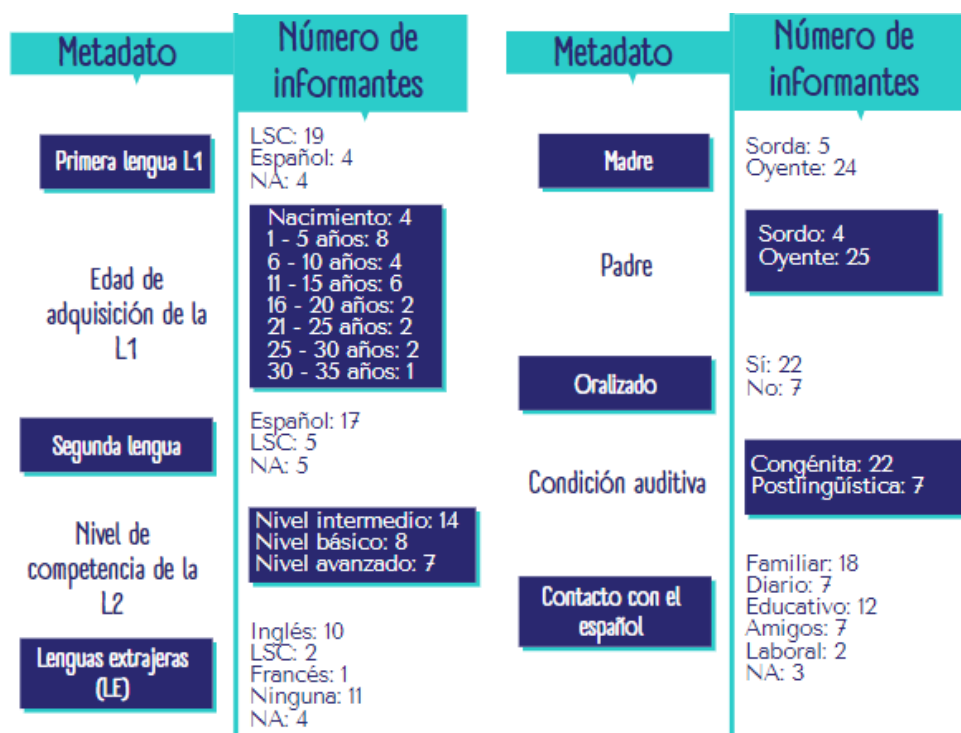 Metadato
Número de
informantes
Primera lengua L1
LSC: 19
Español: 4
NA: 4
Edad de
adquisición de la
L1
Nacimiento: 4
1 - 5 años: 8
6 - 10 años: 4
11 - 15 años: 6
16 - 20 años: 2
21 - 25 años: 2
25 - 30 años: 2
30 - 35 años: 1
Segunda lengua
Español: 17
LSC: 5
NA: 5
Nivel de
competencia de la
L2
Nivel intermedio: 14
Nivel básico: 8
Nivel avanzado: 7
Lenguas extrajeras
(LE)
Inglés: 10
LSC: 2
Francés: 1
Ninguna: 11
NA: 4
Metadato
Número de
informantes
Madre
Sorda: 5
Oyente: 24
Padre
Sordo: 4
Oyente: 25
Oralizado
Sí: 22
No: 7
Condición auditiva
Congénita: 22
Postlingüística: 7
Contacto con el
español
Familiar: 18
Diario: 7
Educativo: 12
Amigos: 7
Laboral: 2
NA: 3